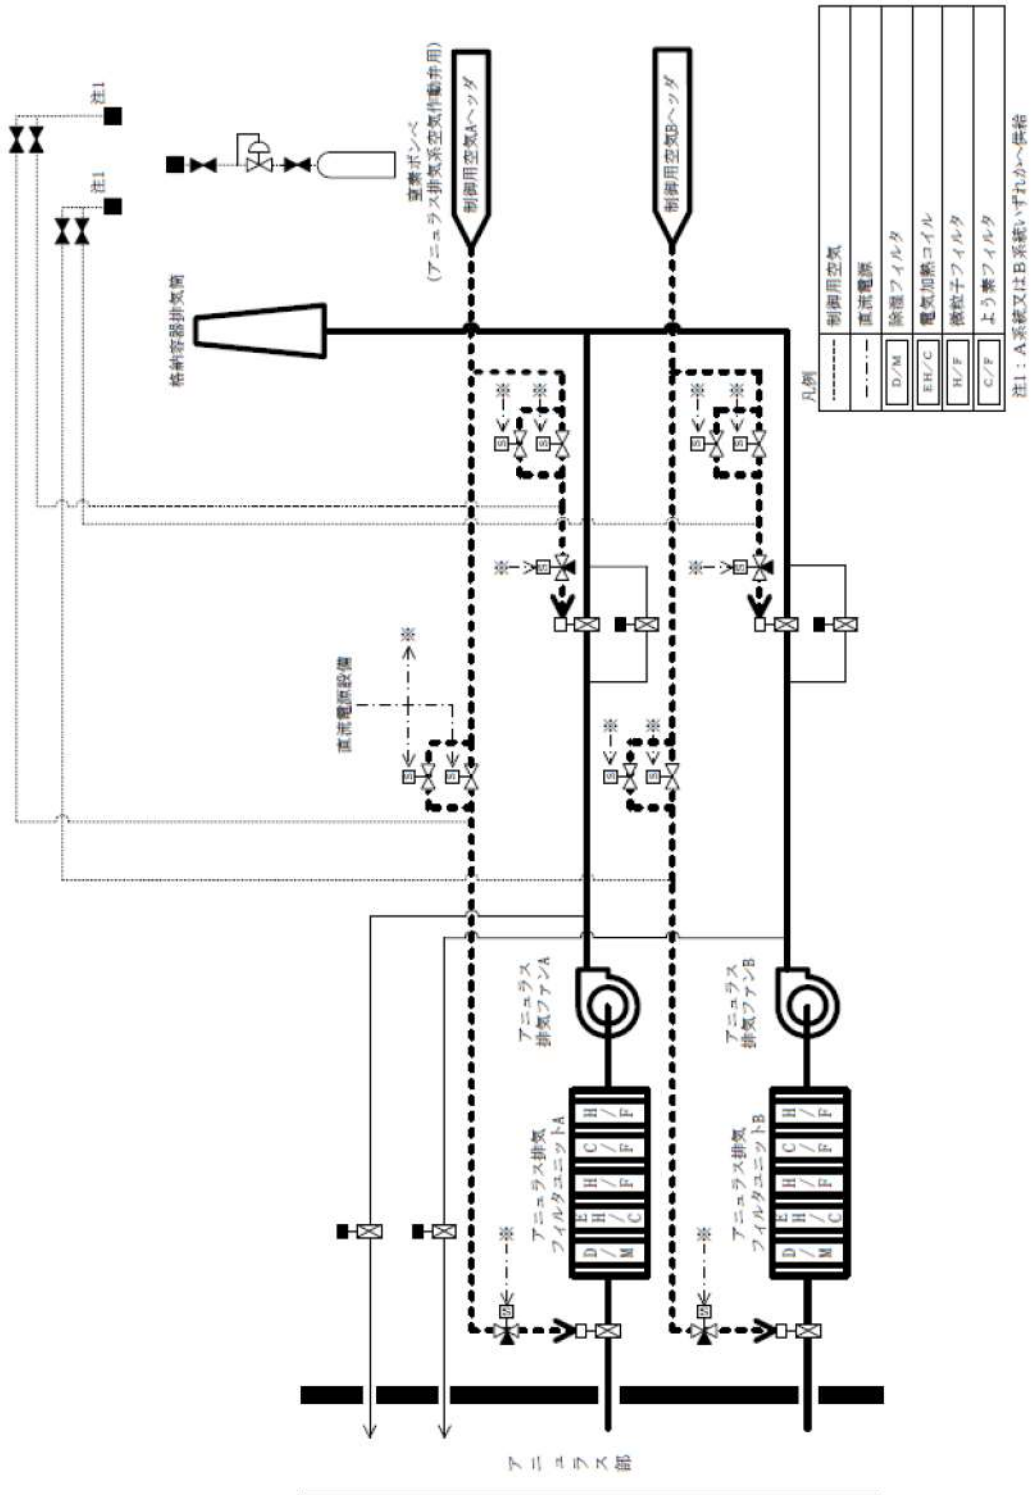 格納容器排気筒
注1
注1
窒素ボンベ
(アニュラス排気系空気作動弁用)
制御用空気Aヘッダ
制御用空気Bヘッダ
直流電源設備
※
※
※
※
※
※
※
※
※
※
※
※
S
S
S
S
S
S
S
S
S
S
S
S
アニュラス
排気ファンA
アニュラス
排気ファンB
アニュラス排気
フィルタユニットA
D/M
EH/C
H/F
C/F
H/F
アニュラス排気
フィルタユニットB
D/M
EH/C
H/F
C/F
H/F
アニュラス部
凡例
制御用空気
直流電源
D/M 除湿フィルタ
EH/C 電気加熱コイル
H/F 微粒子フィルタ
C/F よう素フィルタ
注1:A系統又はB系統いずれかへ供給